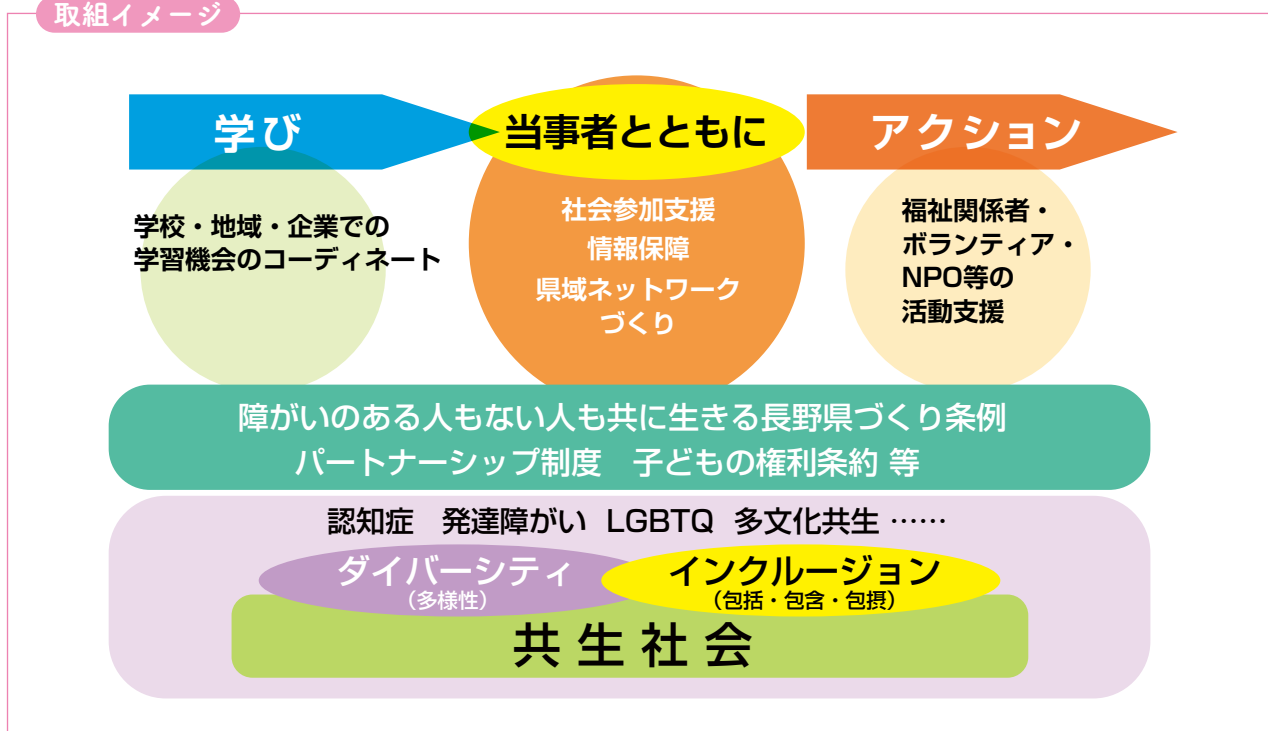 取組イメージ
学び
当事者とともに
アクション
学校・地域・企業での
学習機会のコーディネート
社会参加支援
情報保障
県域ネットワーク
づくり
福祉関係者・
ボランティア・
NPO等の
活動支援
障がいのある人もない人も共に生きる長野県づくり条例
パートナーシップ制度　子どもの権利条約 等
認知症　発達障がい LGBTQ 多文化共生 ……
ダイバーシティ
（多様性）
インクルージョン
（包括・包含・包摂）
共生社会